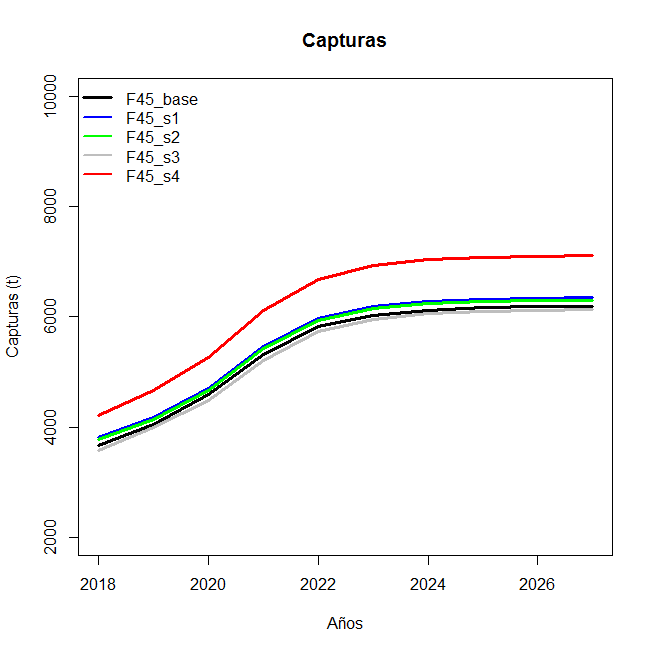 Capturas
F45_base
F45_s1
F45_s2
F45_s3
F45_s4
10000
8000
6000
4000
2000
Capturas (t)
2018 2020 2022 2024 2026
Años